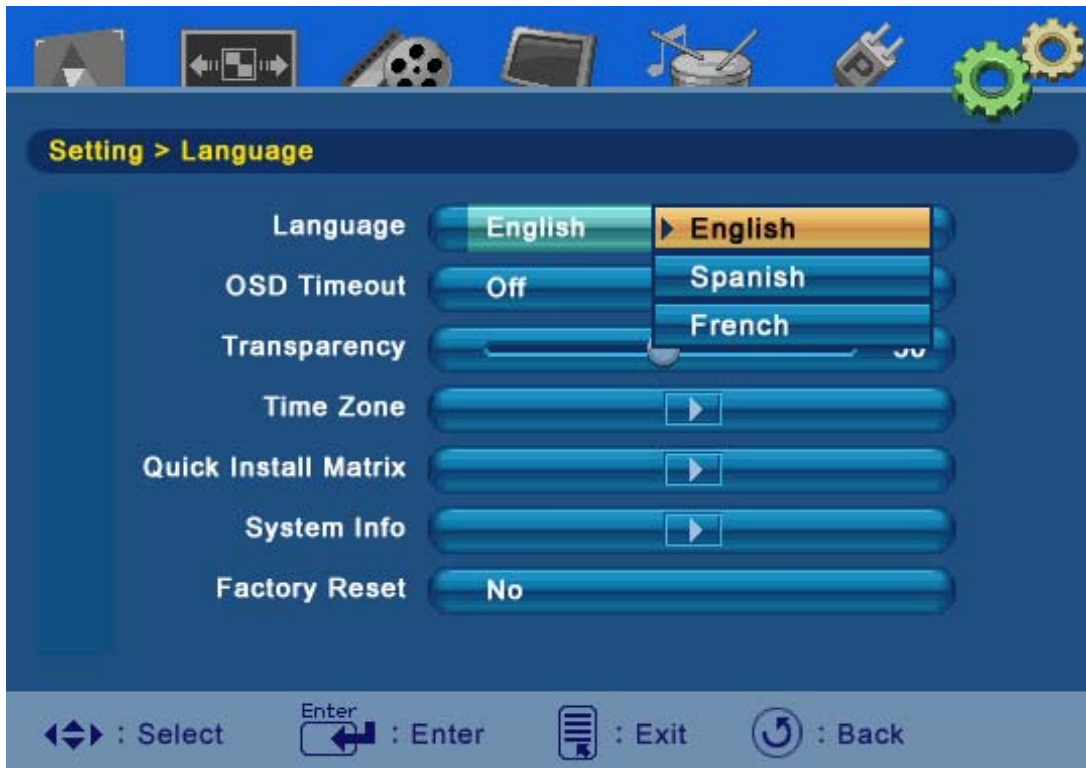 Setting > Language
Language English English
Spanish
OSD Timeout Off
French
Transparency
Time Zone
Quick Install Matrix
System Info
Factory Reset No
Enter
: Select : Enter : Exit : Back